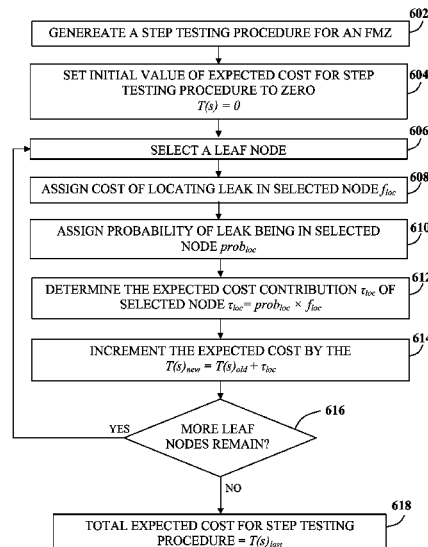 602
GENEREATE A STEP TESTING PROCEDURE FOR AN FMZ
604
SET INITIAL VALUE OF EXPECTED COST FOR STEP
TESTING PROCEDURE TO ZERO
T(s) = 0
606
SELECT A LEAF NODE
608
ASSIGN COST OF LOCATING LEAK IN SELECTED NODE f_loc
610
ASSIGN PROBABILITY OF LEAK BEING IN SELECTED
NODE prob_loc
612
DETERMINE THE EXPECTED COST CONTRIBUTION τ_loc OF
SELECTED NODE τ_loc= prob_loc × f_loc
614
INCREMENT THE EXPECTED COST BY THE
T(s)_new = T(s)_old + τ_loc
616
YES
MORE LEAF
NODES REMAIN?
NO
618
TOTAL EXPECTED COST FOR STEP TESTING
PROCEDURE = T(s)_last